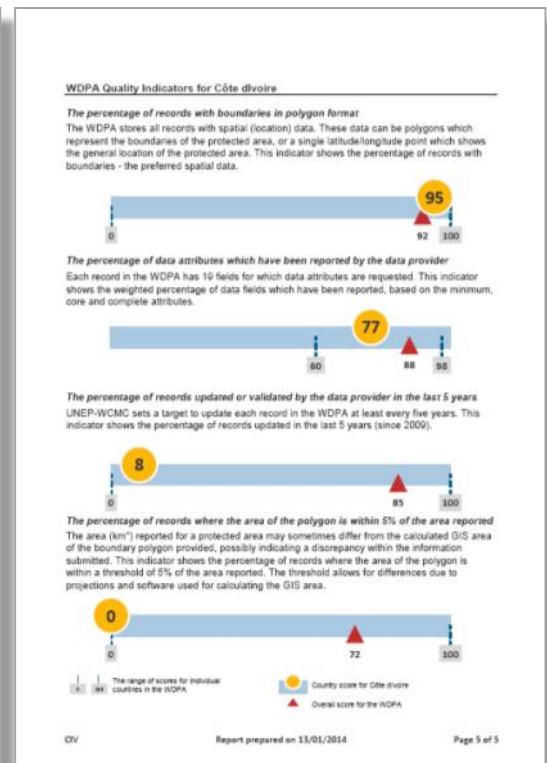 WDPA Quality Indicators for Côte dIvoire
The percentage of records with boundaries in polygon format
The WDPA stores all records with spatial (location) data. These data can be polygons which
represent the boundaries of the protected area, or a single latitude/longitude point which shows
the general location of the protected area. This indicator shows the percentage of records with
boundaries - the preferred spatial data.
95
0 92 100
The percentage of data attributes which have been reported by the data provider
Each record in the WDPA has 19 fields for which data attributes are requested. This indicator
shows the weighted percentage of data fields which have been reported, based on the minimum,
core and complete attributes.
77
60 88 98
The percentage of records updated or validated by the data provider in the last 5 years
UNEP-WCMC sets a target to update each record in the WDPA at least every five years. This
indicator shows the percentage of records updated in the last 5 years (since 2009).
8
0 85 100
The percentage of records where the area of the polygon is within 5% of the area reported
The area (km²) reported for a protected area may sometimes differ from the calculated GIS area
of the boundary polygon provided, possibly indicating a discrepancy within the information
submitted. This indicator shows the percentage of records where the area of the polygon is
within a threshold of 5% of the area reported. The threshold allows for differences due to
projections and software used for calculating the GIS area.
0
0 72 100
The range of scores for individual
countries in the WDPA
Country score for Côte dIvoire
Overall score for the WDPA
CIV Report prepared on 13/01/2014 Page 5 of 5